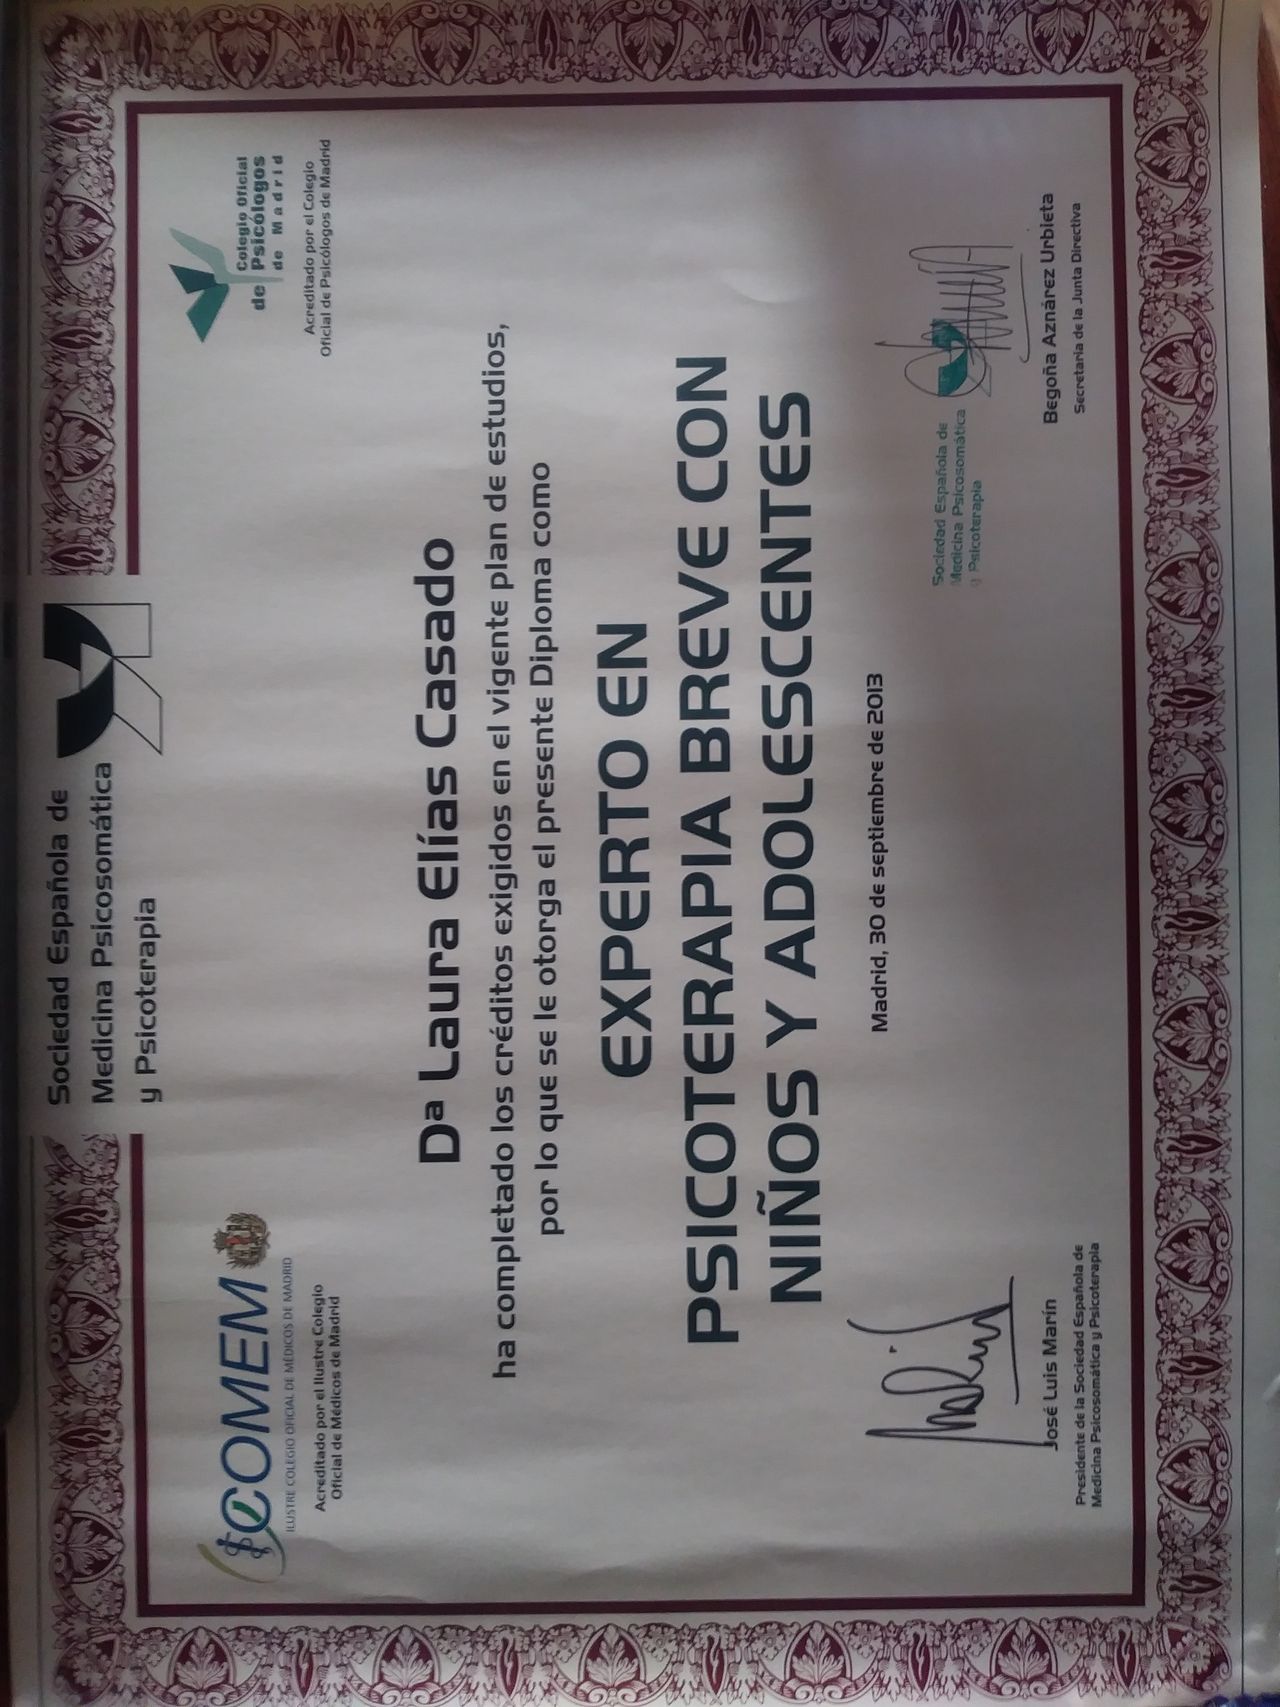 Sociedad Española de
Medicina Psicosomática
y Psicoterapia
ICOMEM
ILUSTRE COLEGIO OFICIAL DE MÉDICOS DE MADRID
Acreditado por el Ilustre Colegio
Oficial de Médicos de Madrid
Colegio Oficial
de Psicólogos
de Madrid
Acreditado por el Colegio
Oficial de Psicólogos de Madrid
Dª Laura Elías Casado
ha completado los créditos exigidos en el vigente plan de estudios,
por lo que se le otorga el presente Diploma como
EXPERTO EN
PSICOTERAPIA BREVE CON
NIÑOS Y ADOLESCENTES
Madrid, 30 de septiembre de 2013
José Luis Marín
Presidente de la Sociedad Española de
Medicina Psicosomática y Psicoterapia
Sociedad Española de
Medicina Psicosomática
y Psicoterapia
Begoña Aznárez Urbieta
Secretaria de la Junta Directiva